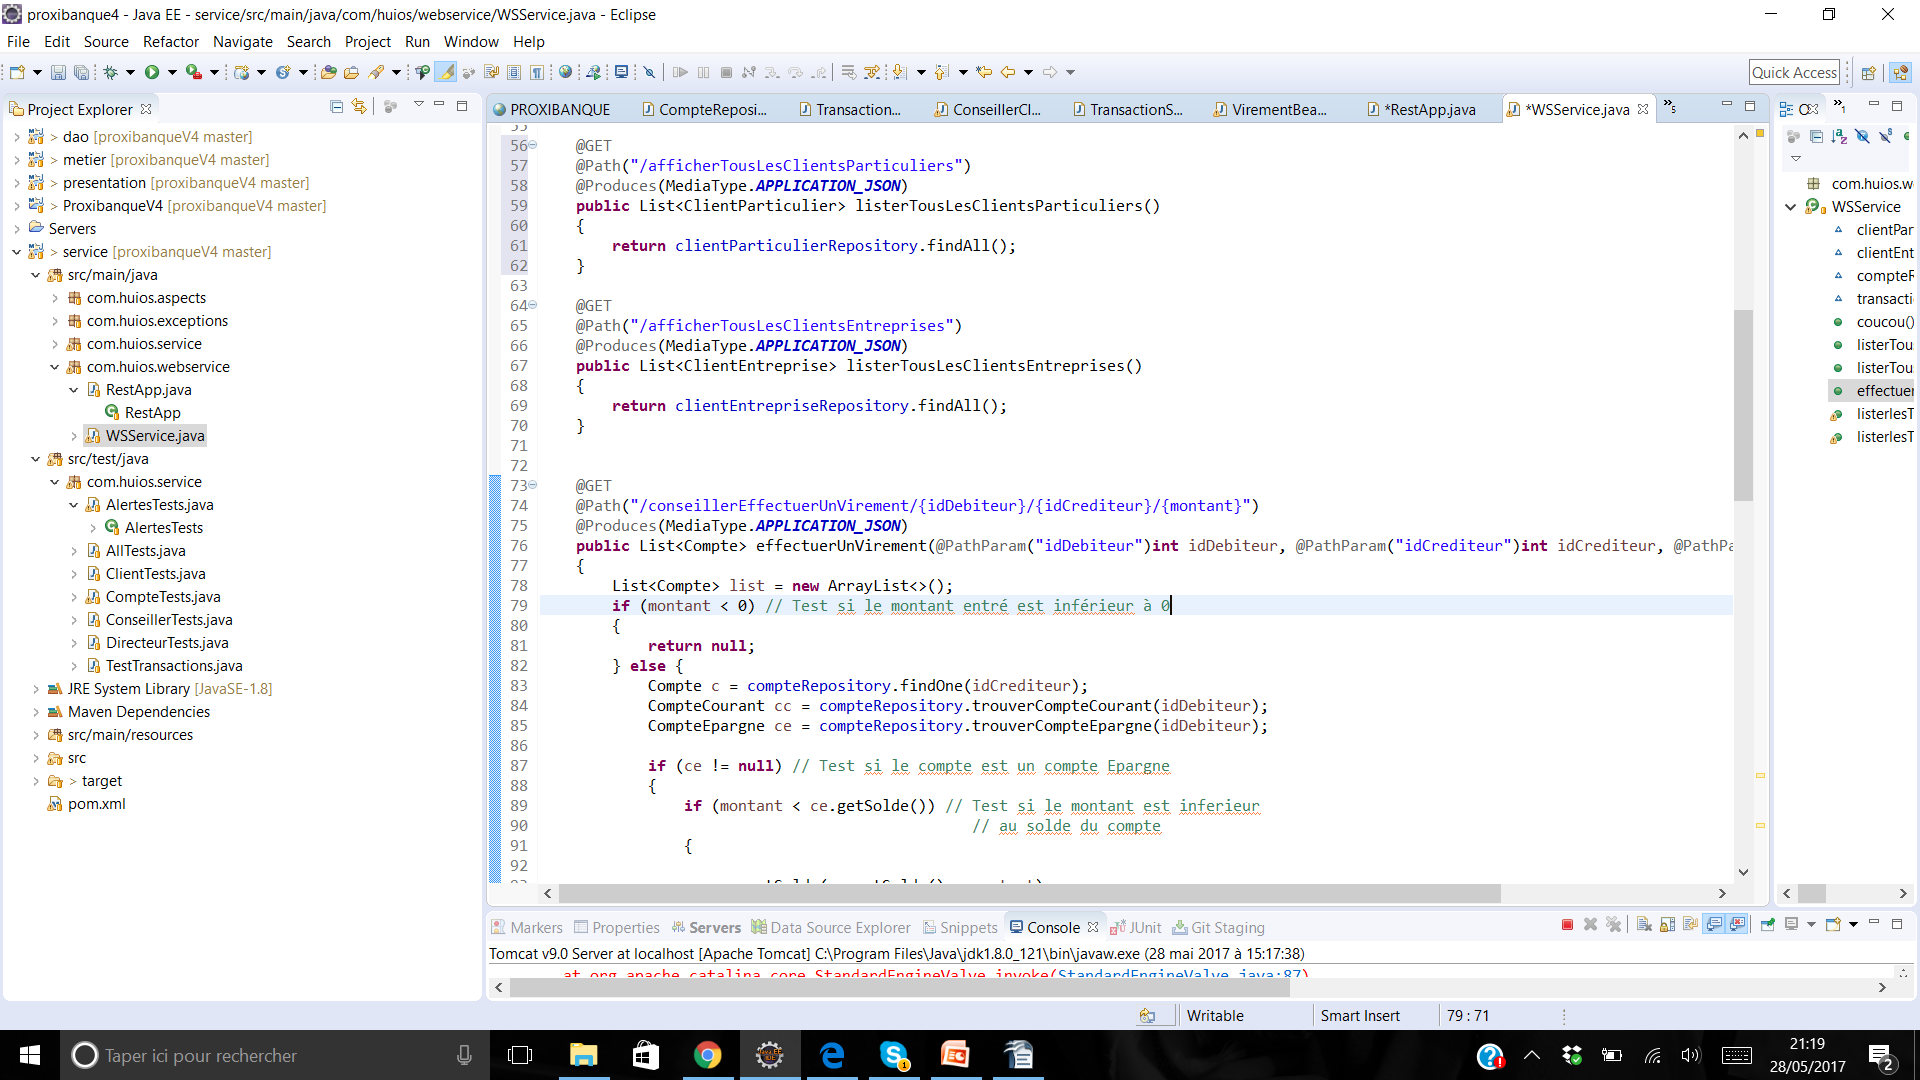 proxibanque4 - Java EE - service/src/main/java/com/huios/webservice/WSService.java - Eclipse
File Edit Source Refactor Navigate Search Project Run Window Help
Quick Access
Project Explorer
> dao [proxibanqueV4 master]
> metier [proxibanqueV4 master]
> presentation [proxibanqueV4 master]
> ProxibanqueV4 [proxibanqueV4 master]
Servers
> service [proxibanqueV4 master]
src/main/java
com.huios.aspects
com.huios.exceptions
com.huios.service
com.huios.webservice
RestApp.java
RestApp
WSService.java
src/test/java
com.huios.service
AlertesTests.java
AlertesTests
AllTests.java
ClientTests.java
CompteTests.java
ConseillerTests.java
DirecteurTests.java
TestTransactions.java
JRE System Library [JavaSE-1.8]
Maven Dependencies
src/main/resources
src
> target
pom.xml
PROXIBANQUE CompteReposi... Transaction... ConseillerCl... TransactionS... VirementBea... *RestApp.java *WSService.java »5
56 @GET
57 @Path("/afficherTousLesClientsParticuliers")
58 @Produces(MediaType.APPLICATION_JSON)
59 public List<ClientParticulier> listerTousLesClientsParticuliers()
60 {
61 return clientParticulierRepository.findAll();
62 }
63
64 @GET
65 @Path("/afficherTousLesClientsEntreprises")
66 @Produces(MediaType.APPLICATION_JSON)
67 public List<ClientEntreprise> listerTousLesClientsEntreprises()
68 {
69 return clientEntrepriseRepository.findAll();
70 }
71
72
73 @GET
74 @Path("/conseillerEffectuerUnVirement/{idDebiteur}/{idCrediteur}/{montant}")
75 @Produces(MediaType.APPLICATION_JSON)
76 public List<Compte> effectuerUnVirement(@PathParam("idDebiteur")int idDebiteur, @PathParam("idCrediteur")int idCrediteur, @PathPa
77 {
78 List<Compte> list = new ArrayList<>();
79 if (montant < 0) // Test si le montant entré est inférieur à 0
80 {
81 return null;
82 } else {
83 Compte c = compteRepository.findOne(idCrediteur);
84 CompteCourant cc = compteRepository.trouverCompteCourant(idDebiteur);
85 CompteEpargne ce = compteRepository.trouverCompteEpargne(idDebiteur);
86
87 if (ce != null) // Test si le compte est un compte Epargne
88 {
89 if (montant < ce.getSolde()) // Test si le montant est inferieur
90 // au solde du compte
91 {
92
»1
com.huios.w
WSService
clientPar
clientEnt
compteR
transacti
coucou()
listerTou
listerTou
effectuer
listerlesT
listerlesT
Markers Properties Servers Data Source Explorer Snippets Console JUnit Git Staging
Tomcat v9.0 Server at localhost [Apache Tomcat] C:\Program Files\Java\jdk1.8.0_121\bin\javaw.exe (28 mai 2017 à 15:17:38)
at org.apache.catalina.core.StandardEngineValve.invoke(StandardEngineValve.java:87)
Writable Smart Insert 79 : 71
Taper ici pour rechercher
21:19
28/05/2017
2